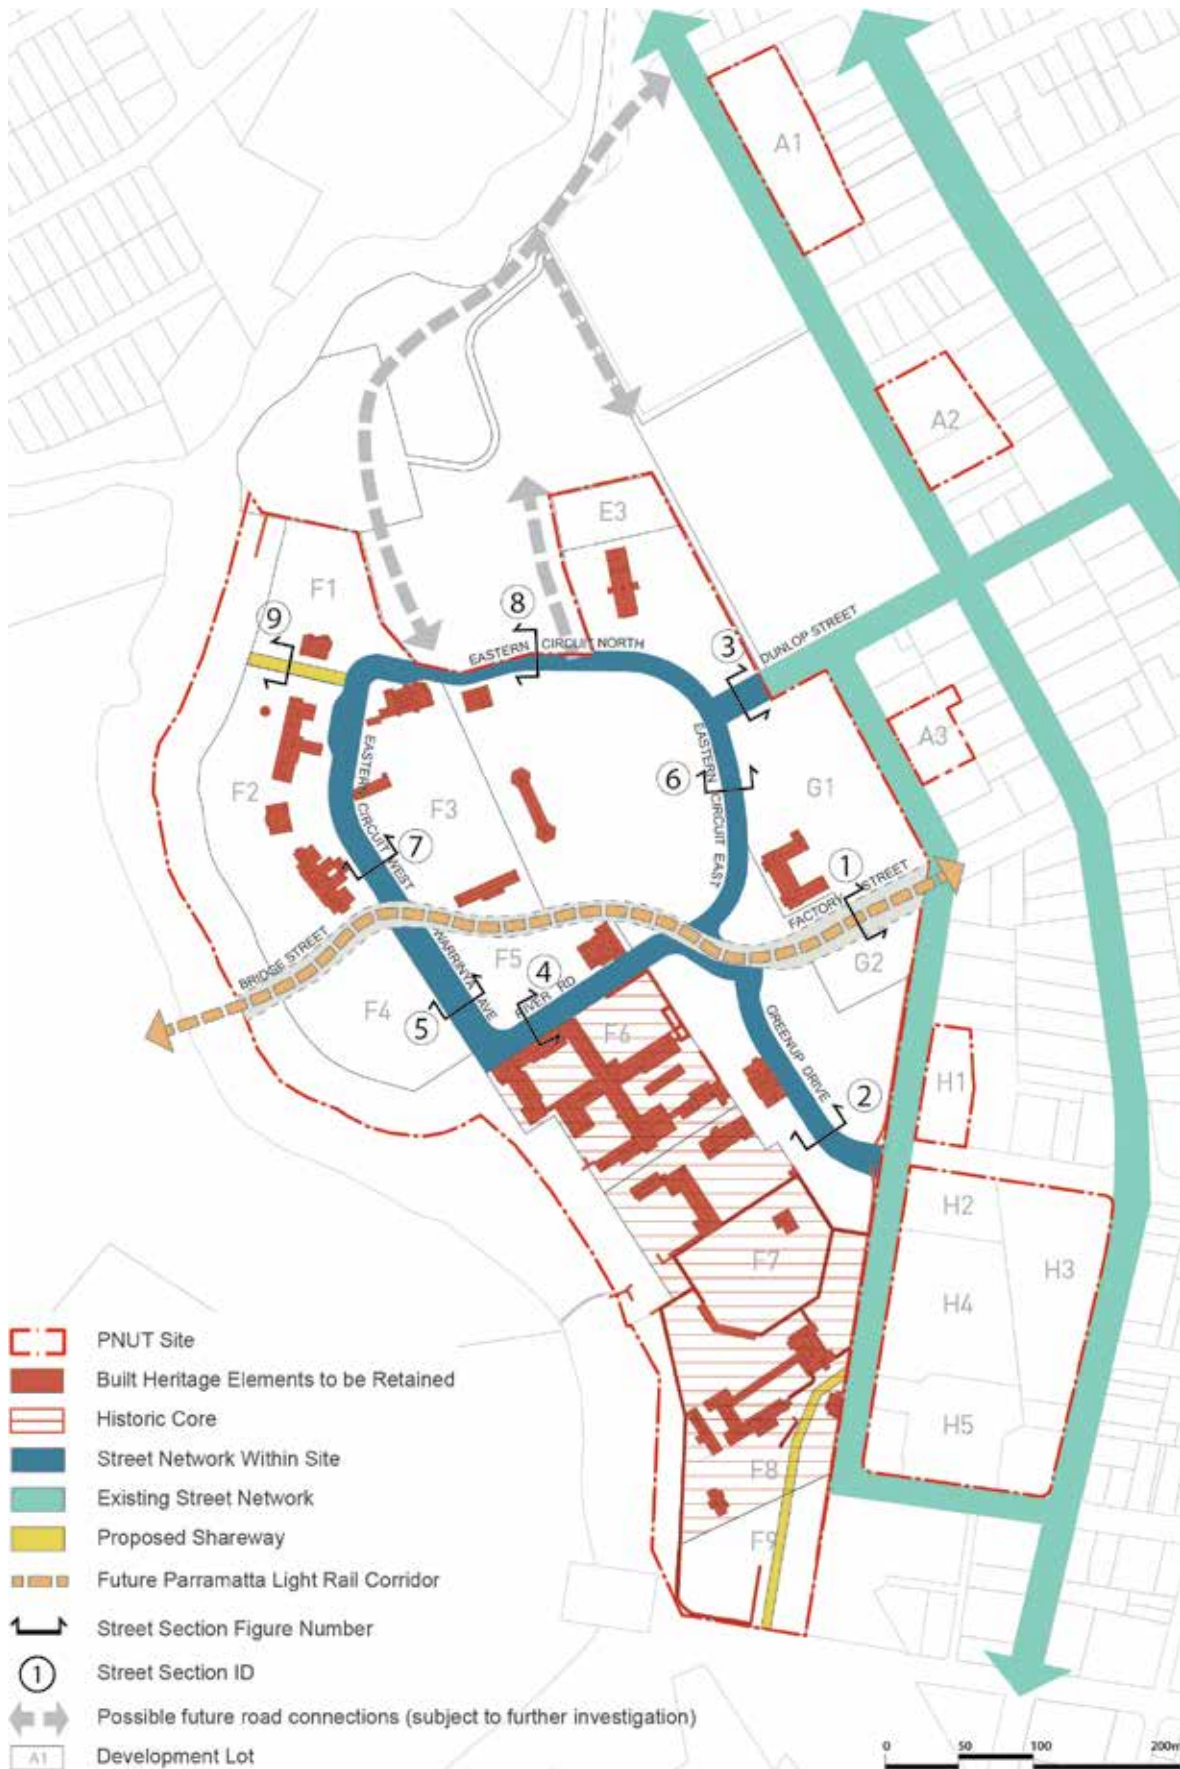 A1
A2
E3
F1
8
9
EASTERN CIRCUIT NORTH
3
DUNLOP STREET
A3
EASTERN CIRCUIT WEST
F2
F3
6
EASTERN CIRCUIT EAST
G1
7
1
FACTORY STREET
BRIDGE STREET
WARRINYA AVE
F5
4
RIVER RD
G2
F4
5
F6
GREENUP DRIVE
H1
2
H2
F7
H3
H4
H5
F8
F9
PNUT Site
Built Heritage Elements to be Retained
Historic Core
Street Network Within Site
Existing Street Network
Proposed Shareway
Future Parramatta Light Rail Corridor
Street Section Figure Number
1 Street Section ID
Possible future road connections (subject to further investigation)
A1 Development Lot
0 50 100 200m